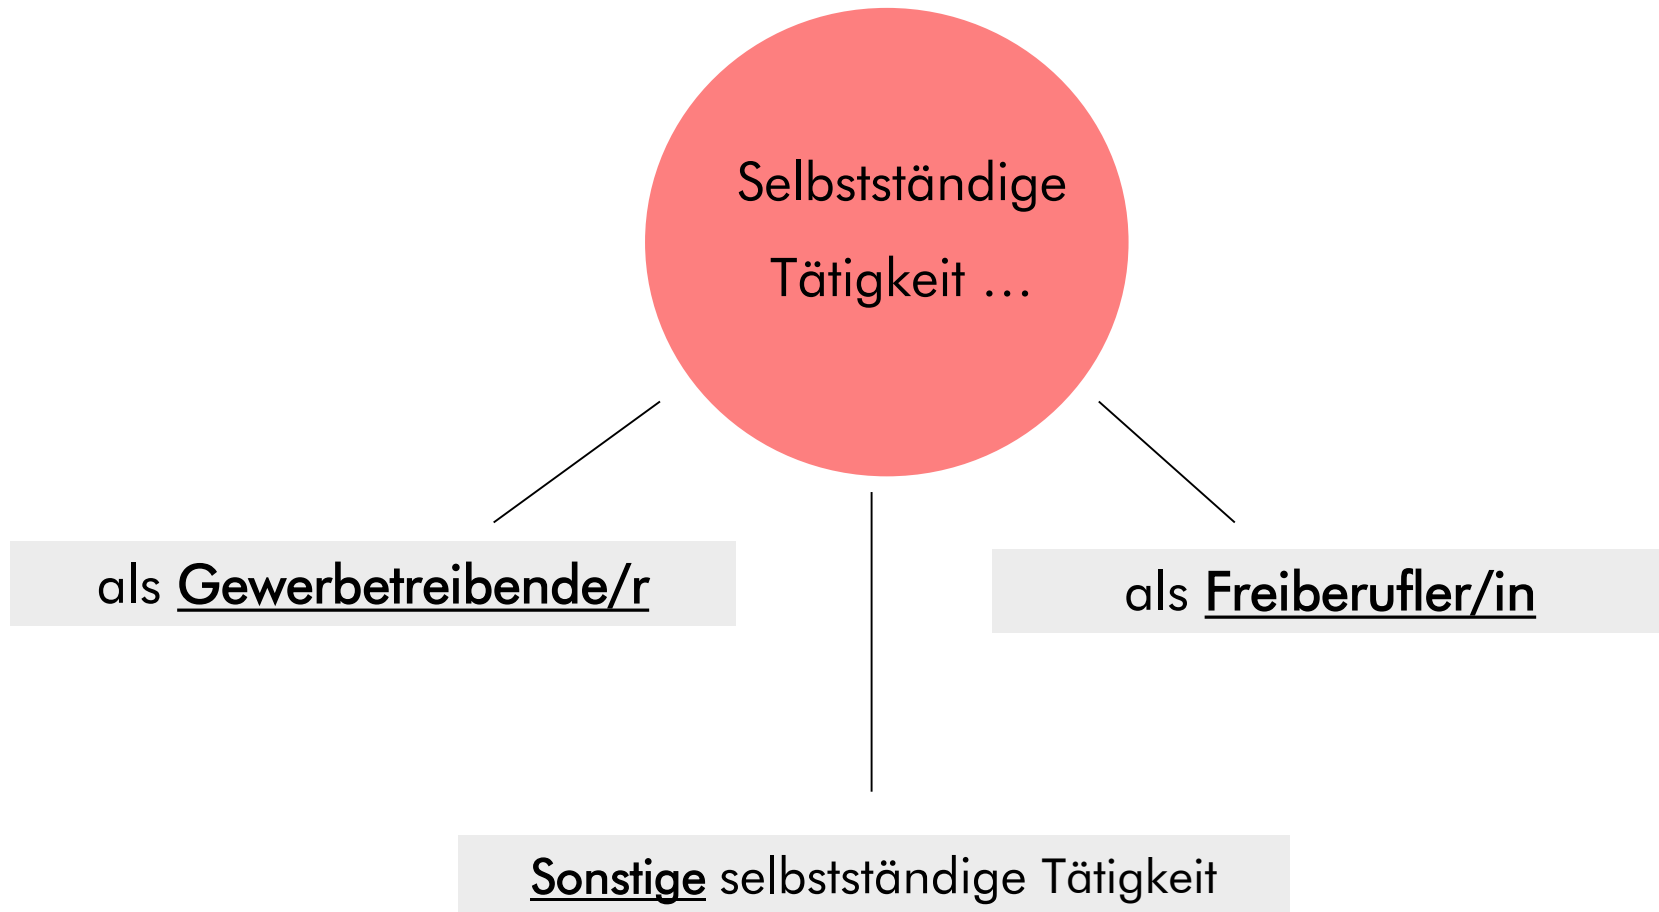 Selbstständige
Tätigkeit …
als Gewerbetreibende/r
als Freiberufler/in
Sonstige selbstständige Tätigkeit